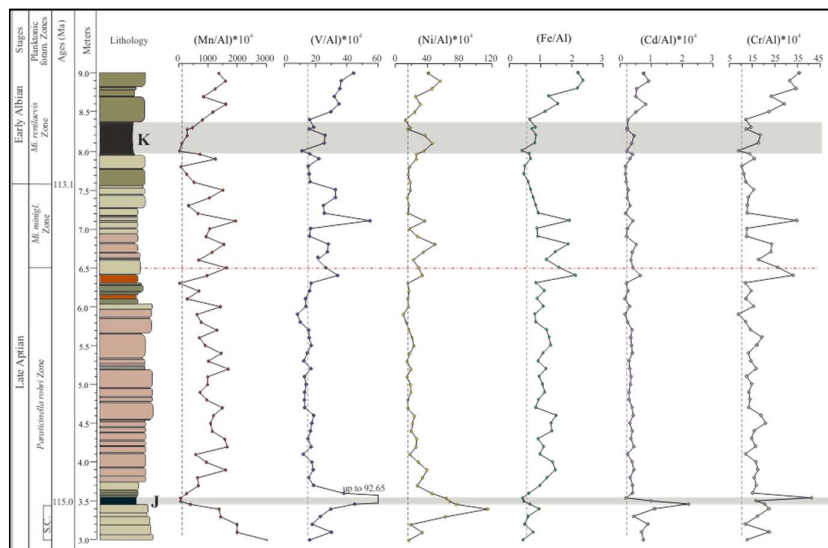 Stages
Planktonic
foram. Zones
Ages (Ma)
Meters
Lithology
(Mn/Al)*10⁴
(V/Al)*10⁴
(Ni/Al)*10⁴
(Fe/Al)
(Cd/Al)*10⁴
(Cr/Al)*10⁴
0 1000 2000 3000
0 20 40 60
0 40 80 120
0 1 2 3
0 10 20 30
5 15 25 35 45
Early Albian
Mi. renilaevis
Zone
Mi. minigl.
Zone
Late Aptian
Paraticinella rohri Zone
S.C.
113.1
115.0
9.0
8.5
8.0
7.5
7.0
6.5
6.0
5.5
5.0
4.5
4.0
3.5
3.0
K
J
up to 92.65